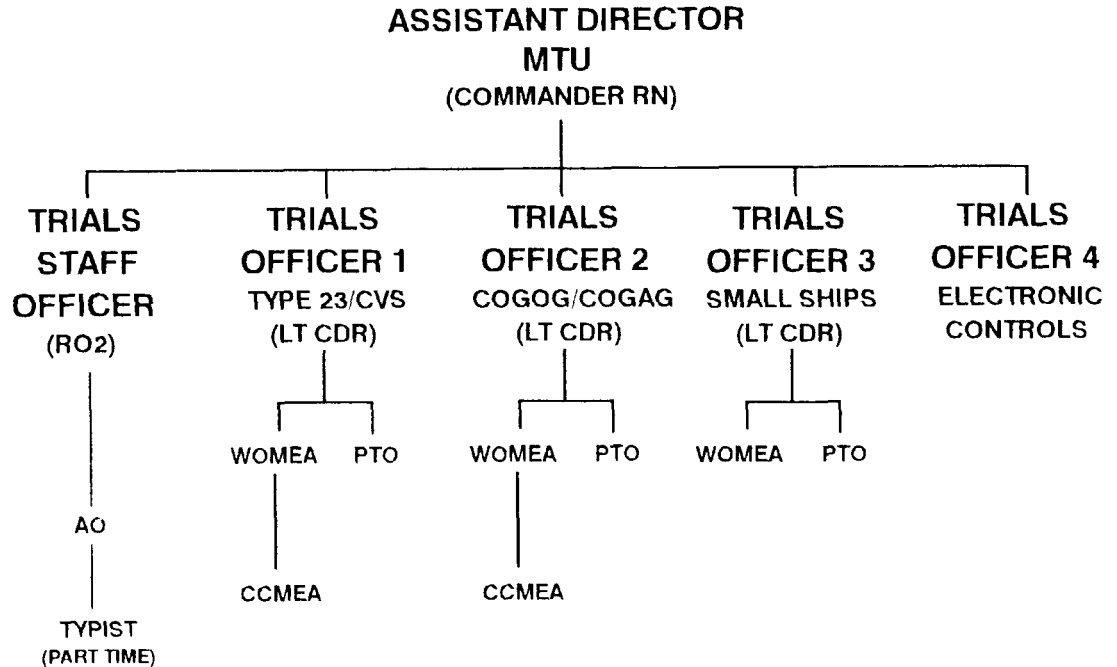 ASSISTANT DIRECTOR
MTU
(COMMANDER RN)
TRIALS
STAFF
OFFICER
(RO2)
AO
TYPIST
(PART TIME)
TRIALS
OFFICER 1
TYPE 23/CVS
(LT CDR)
WOMEA PTO
CCMEA
TRIALS
OFFICER 2
COGOG/COGAG
(LT CDR)
WOMEA PTO
CCMEA
TRIALS
OFFICER 3
SMALL SHIPS
(LT CDR)
WOMEA PTO
TRIALS
OFFICER 4
ELECTRONIC
CONTROLS